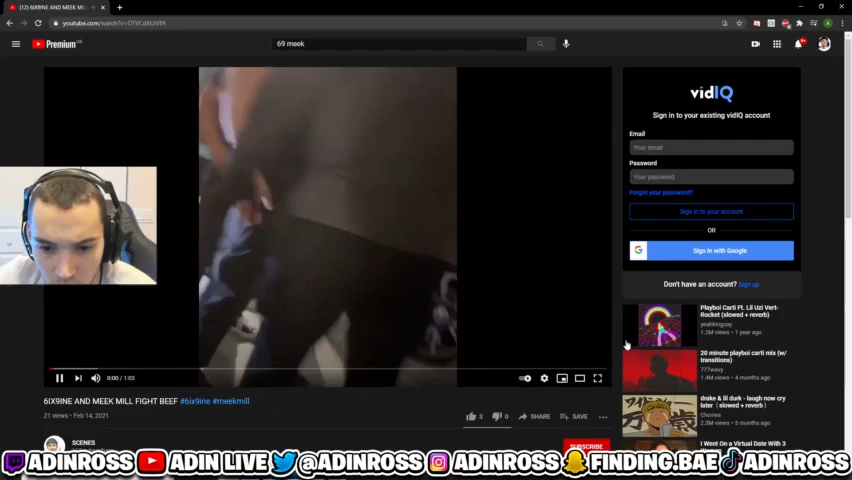 (12) 6IX9INE AND MEEK MIL
youtube.com/watch?v=
Premium
69 meek
9+
vidIQ
Sign in to your existing vidIQ account
Email
Your email
Password
Your password
Forgot your password?
Sign in to your account
OR
G Sign in with Google
Don't have an account? Sign up
0:00 / 1:03
6IX9INE AND MEEK MILL FIGHT BEEF #6ix9ine #meekmill
21 views • Feb 14, 2021
3
0
SHARE
SAVE
SCENES
SUBSCRIBE
Playboi Carti Ft. Lil Uzi Vert-
Rocket (slowed + reverb)
yeahkingzay
1.2M views • 1 year ago
20 minute playboi carti mix (w/
transitions)
777wavy
1.4M views • 4 months ago
drake & lil durk - laugh now cry
later ( slowed + reverb )
Chovies
2.3M views • 5 months ago
I Went On a Virtual Date With 3
ADINROSS ADIN LIVE @ADINROSS ADINROSS FINDING.BAE ADINROSS